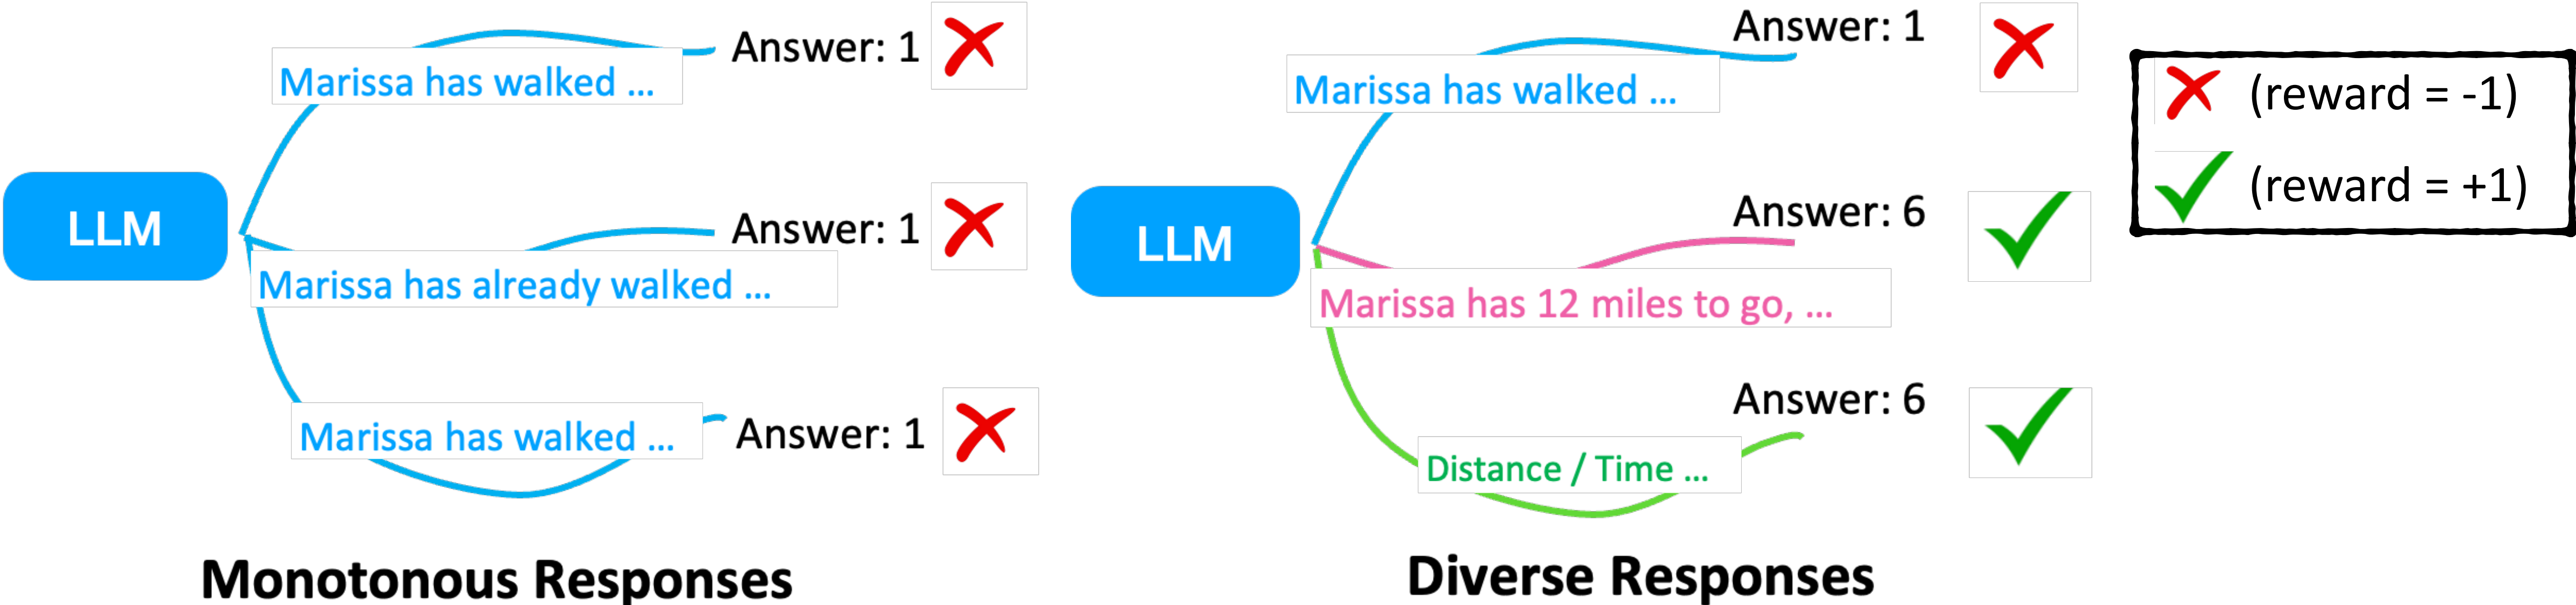 LLM
Marissa has walked ...
Answer: 1
Marissa has already walked ...
Answer: 1
Marissa has walked ...
Answer: 1
Monotonous Responses
LLM
Marissa has walked ...
Answer: 1
Marissa has 12 miles to go, ...
Answer: 6
Distance / Time ...
Answer: 6
Diverse Responses
(reward = -1)
(reward = +1)